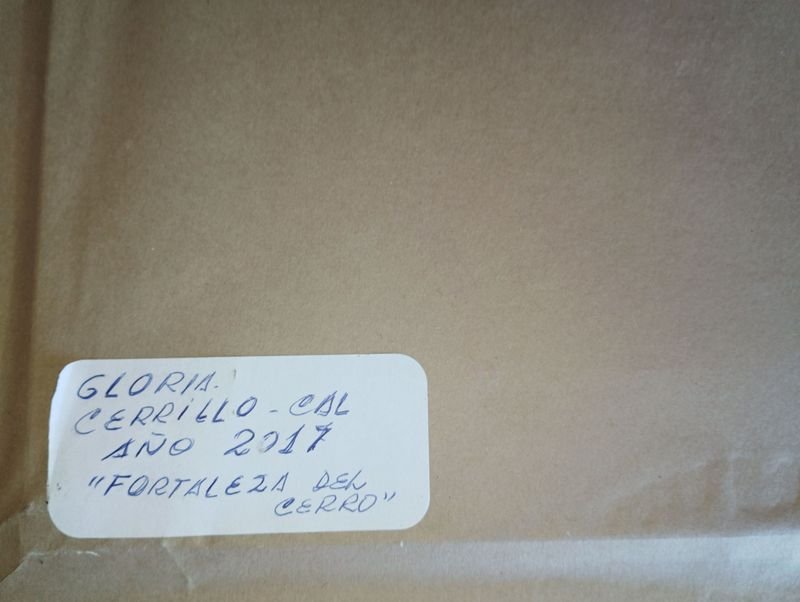 GLORIA.
CERRILLO - CAL
AÑO 2017
"FORTALEZA DEL
CERRO"